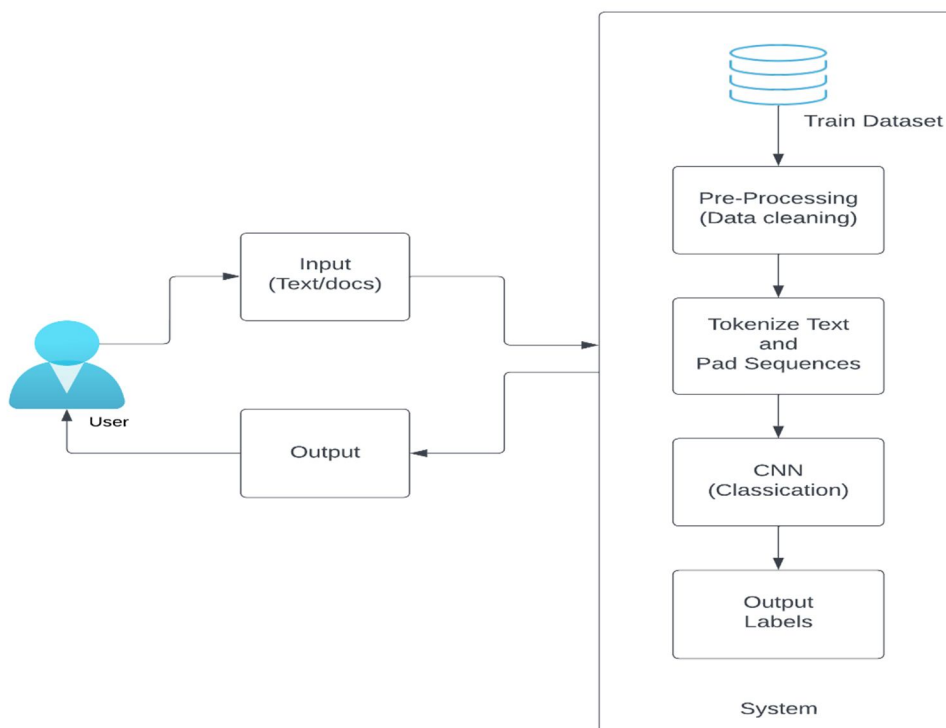 Train Dataset
Pre-Processing
(Data cleaning)
Input
(Text/docs)
Tokenize Text
and
Pad Sequences
User
Output
CNN
(Classication)
Output
Labels
System